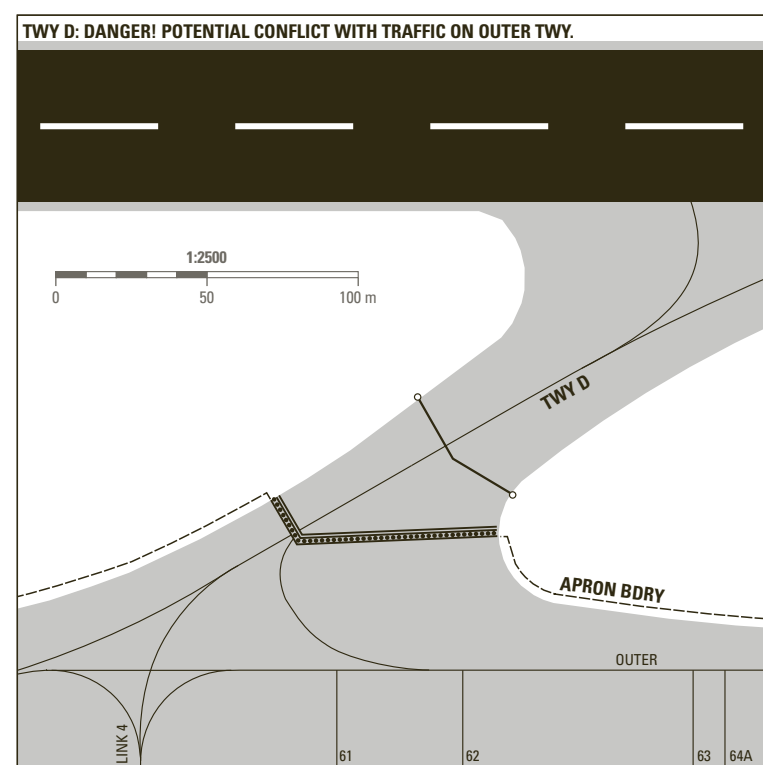 TWY D: DANGER! POTENTIAL CONFLICT WITH TRAFFIC ON OUTER TWY.
1:2500
0 50 100 m
TWY D
APRON BDRY
OUTER
LINK 4
61 62 63 64A